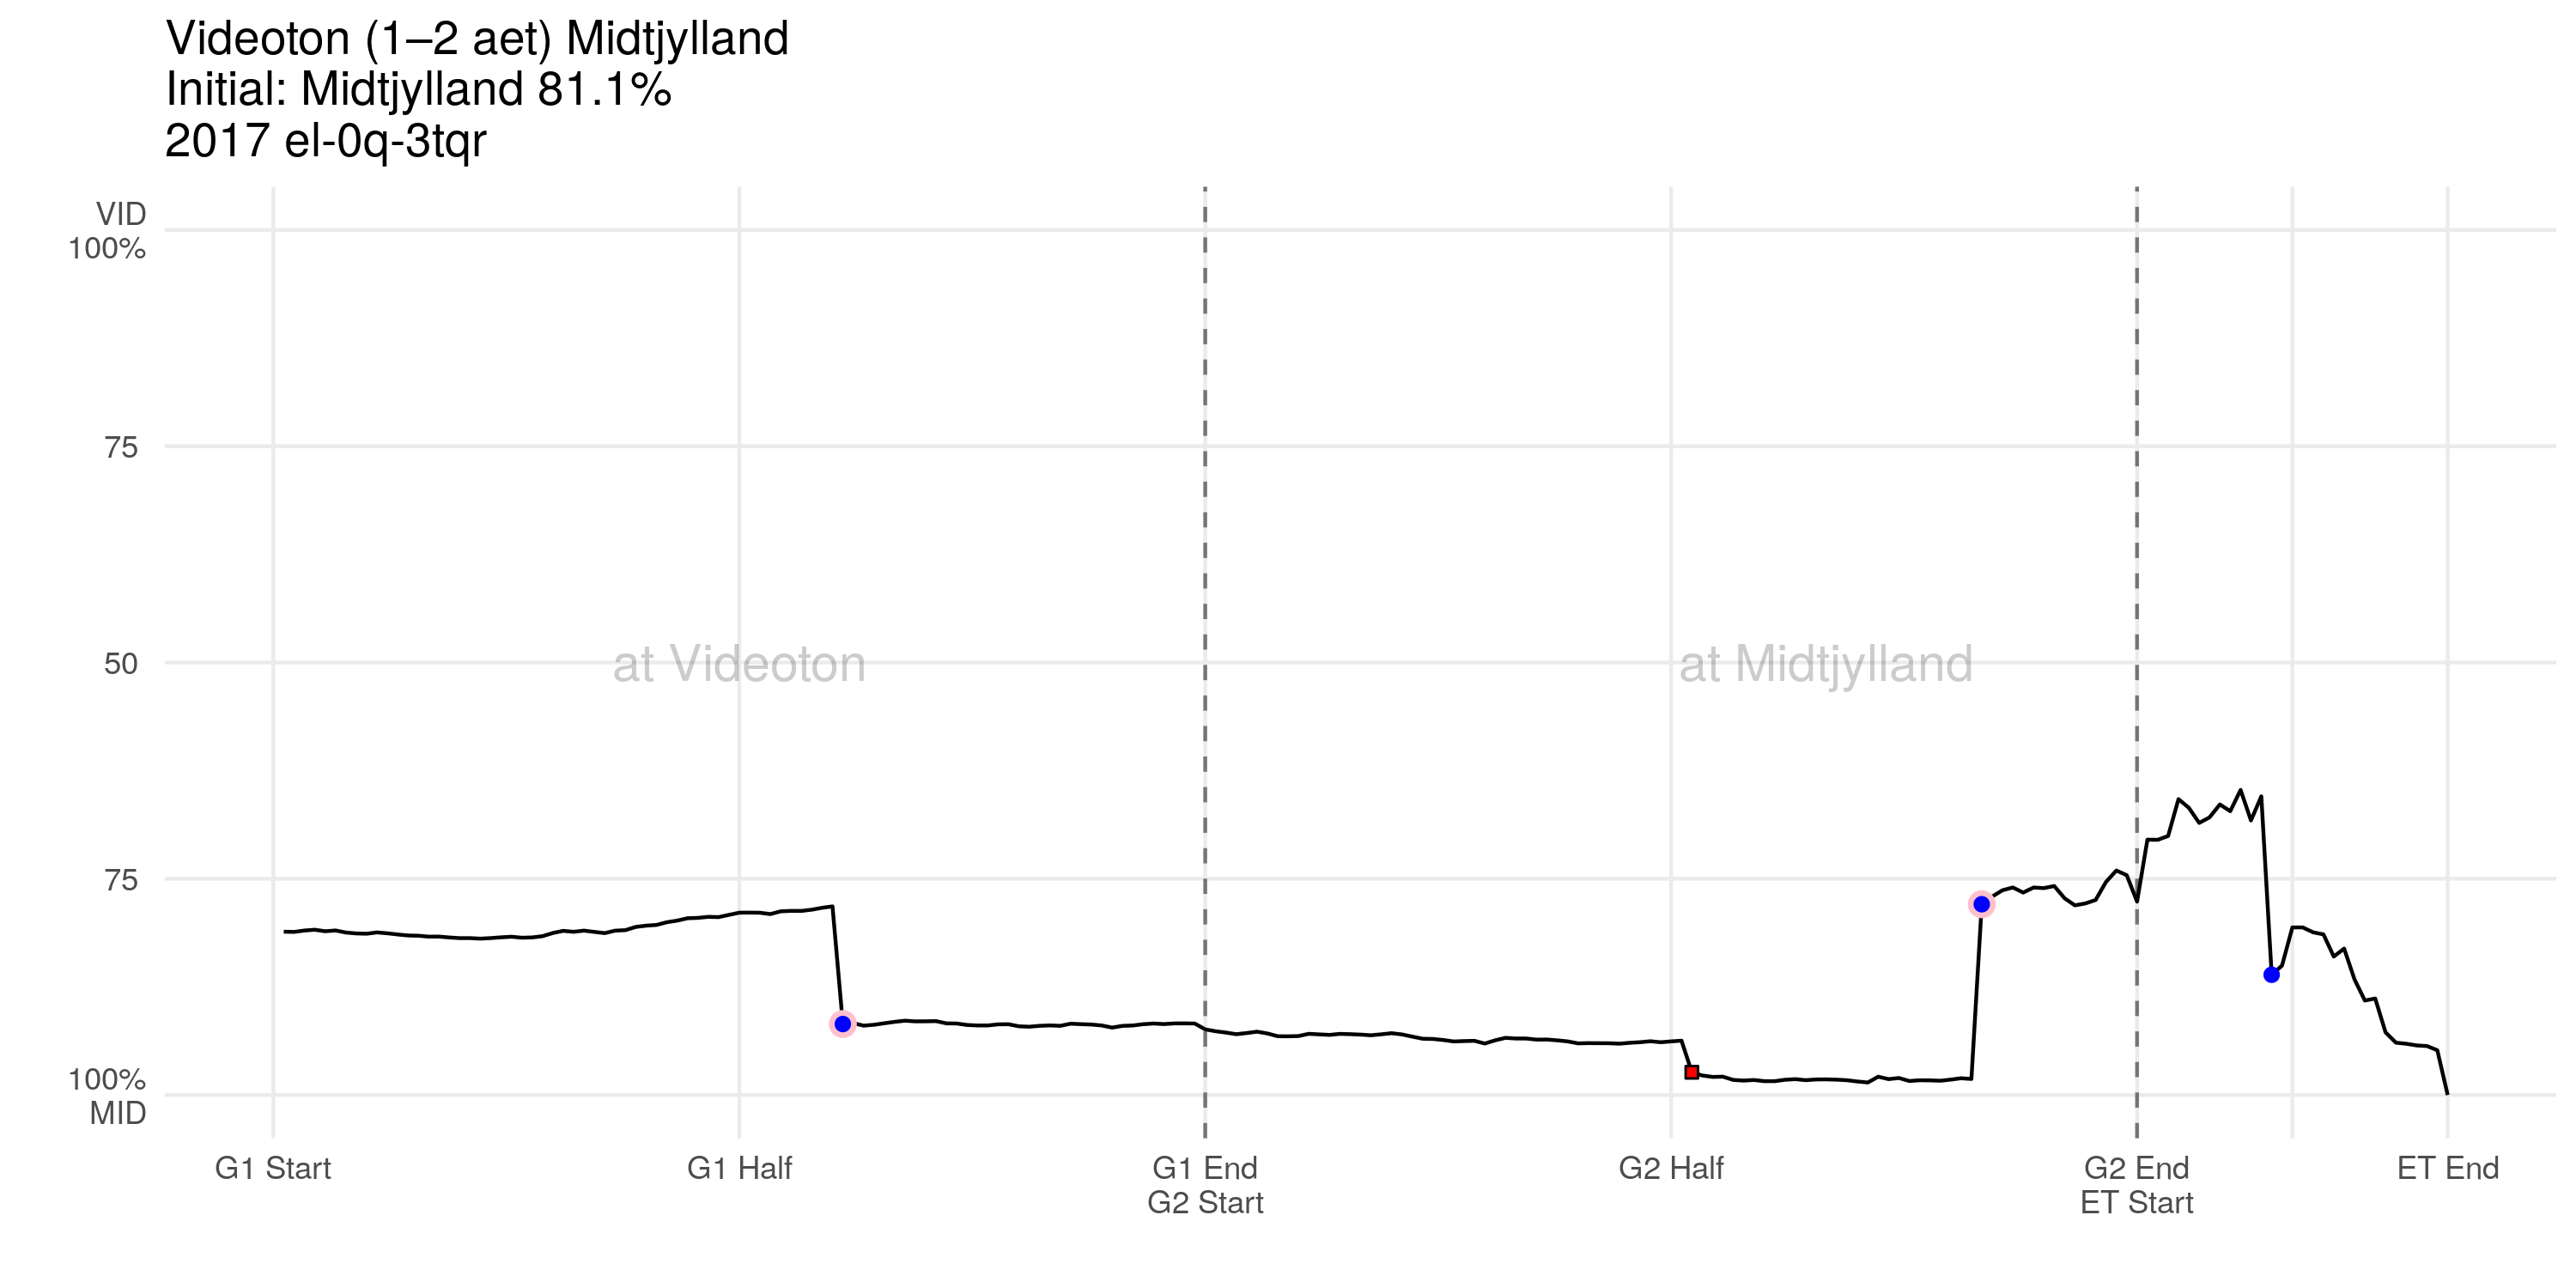 Videoton (1–2 aet) Midtjylland
Initial: Midtjylland 81.1%
2017 el-0q-3tqr
VID
100%
75
50
75
100%
MID
at Videoton
at Midtjylland
G1 Start
G1 Half
G1 End
G2 Start
G2 Half
G2 End
ET Start
ET End